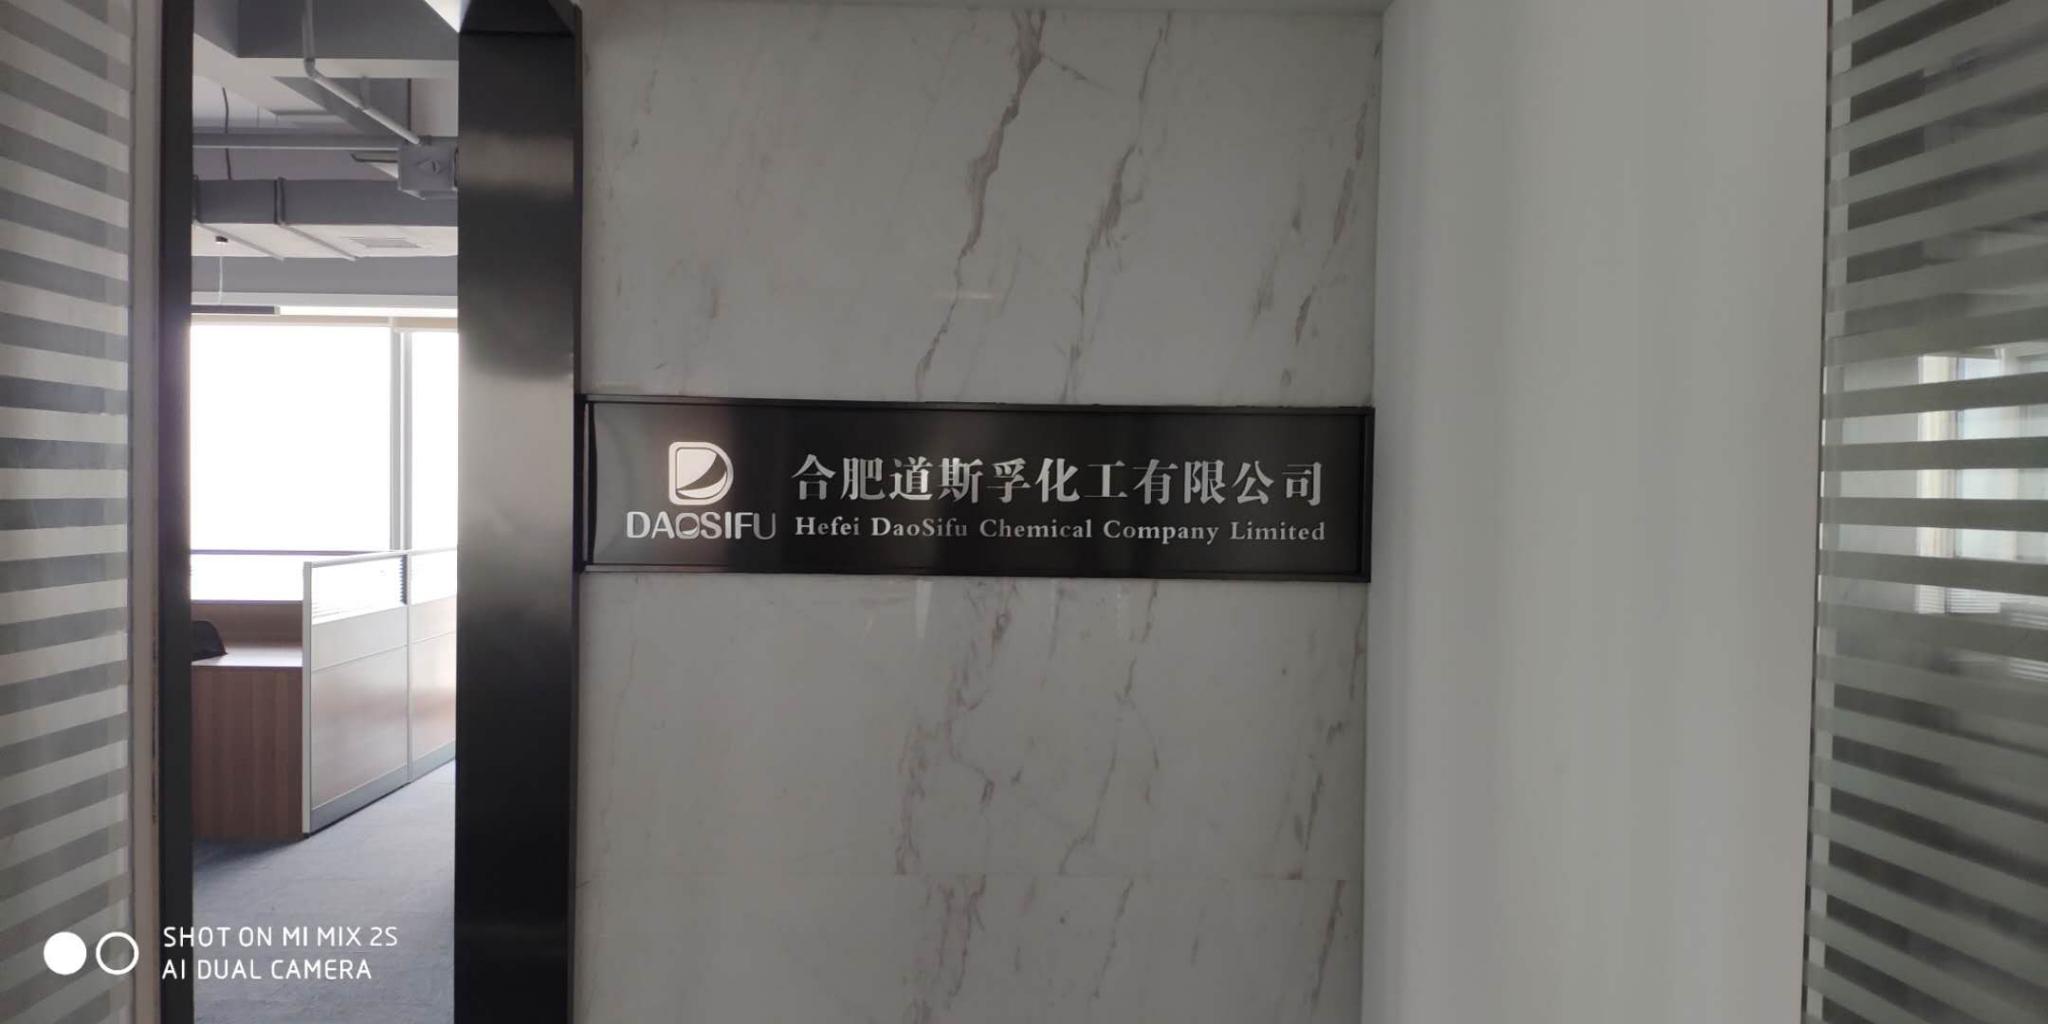 合肥道斯孚化工有限公司
DAOSIFU
Hefei DaoSifu Chemical Company Limited
SHOT ON MI MIX 2S
AI DUAL CAMERA